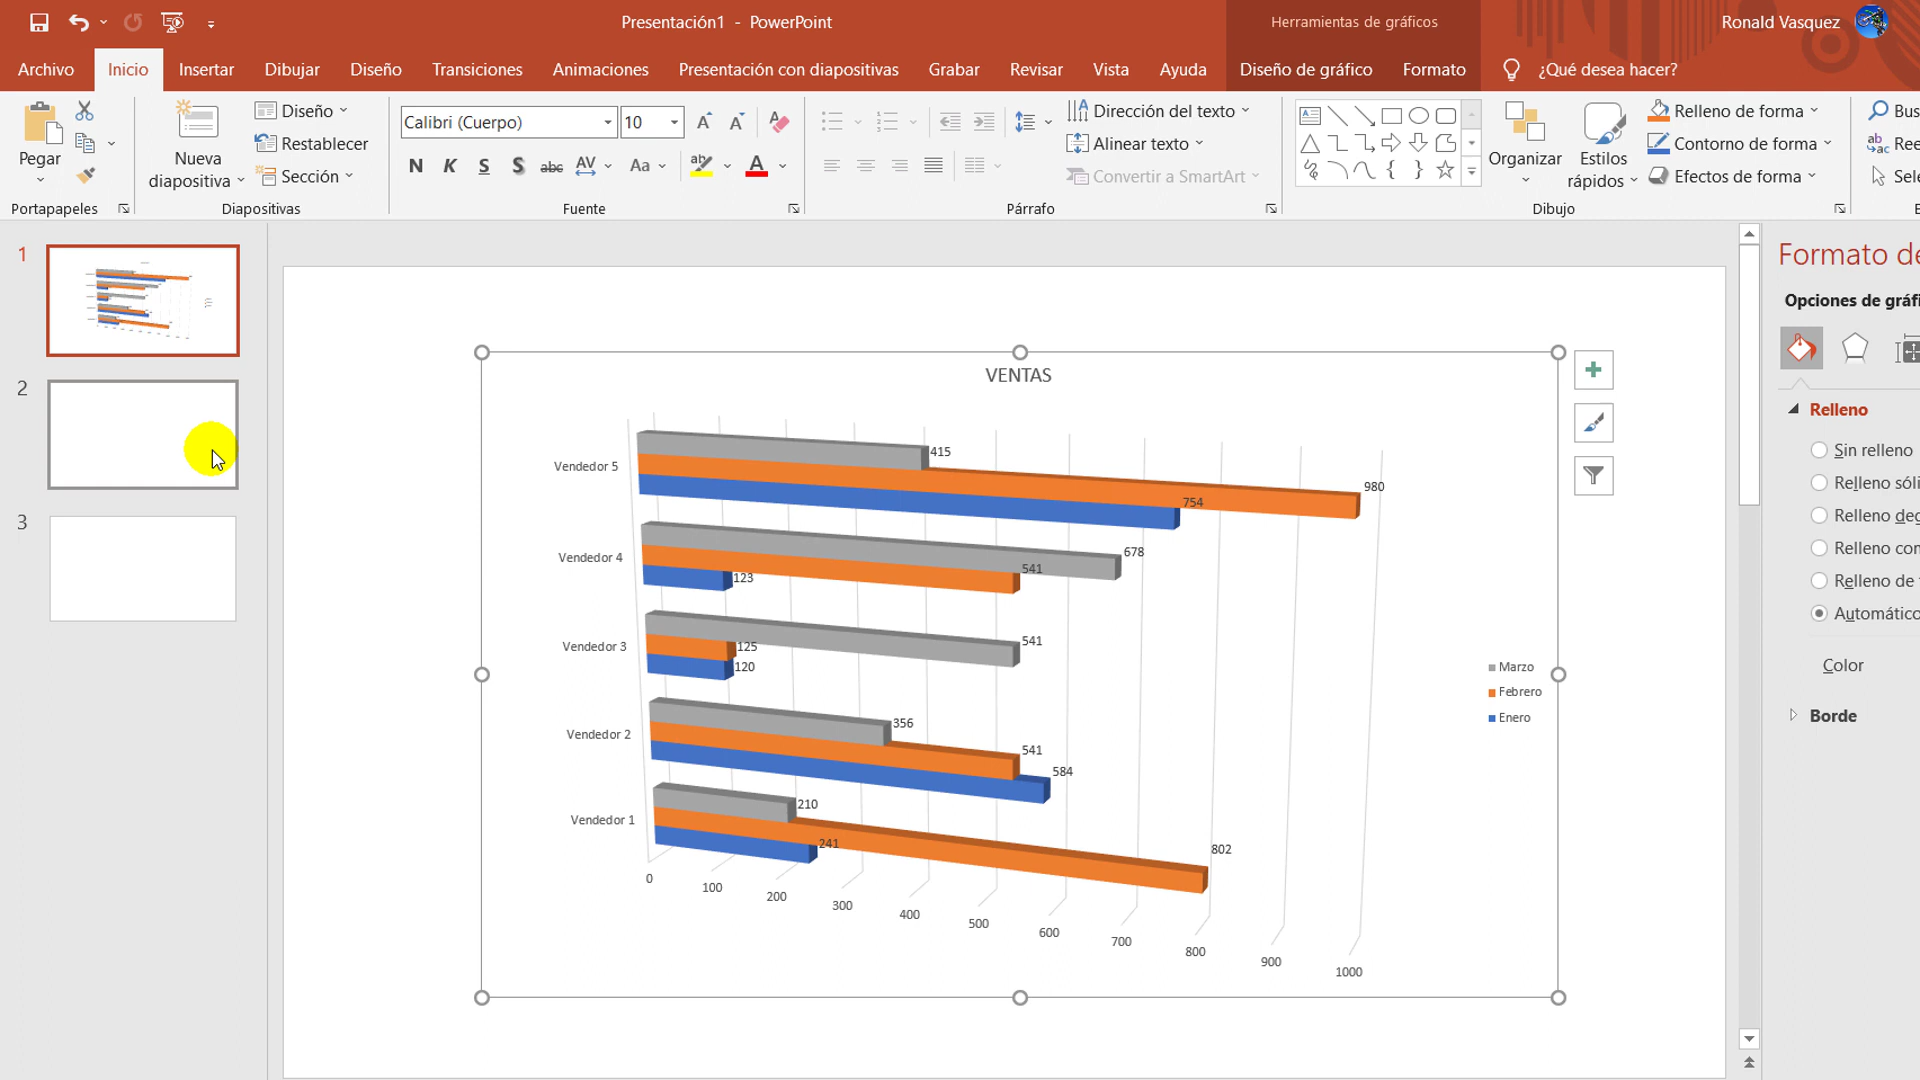 Presentación1 - PowerPoint
Herramientas de gráficos
Ronald Vasquez
Archivo Inicio Insertar Dibujar Diseño Transiciones Animaciones Presentación con diapositivas Grabar Revisar Vista Ayuda Diseño de gráfico Formato ¿Qué desea hacer?
Pegar
Portapapeles
Nueva
diapositiva
Diseño
Restablecer
Sección
Diapositivas
Calibri (Cuerpo) 10
N K S S abc AV Aa A
Fuente
Dirección del texto
Alinear texto
Convertir a SmartArt
Párrafo
Organizar
Estilos
rápidos
Relleno de forma
Contorno de forma
Efectos de forma
Dibujo
Bus
Ree
Sele
1
2
3
VENTAS
Vendedor 5
415
980
754
Vendedor 4
678
541
123
Vendedor 3
541
125
120
Vendedor 2
356
541
584
Vendedor 1
210
802
241
0 100 200 300 400 500 600 700 800 900 1000
Marzo
Febrero
Enero
Formato de
Opciones de gráfi
Relleno
Sin relleno
Relleno sóli
Relleno deg
Relleno con
Relleno de
Automático
Color
Borde